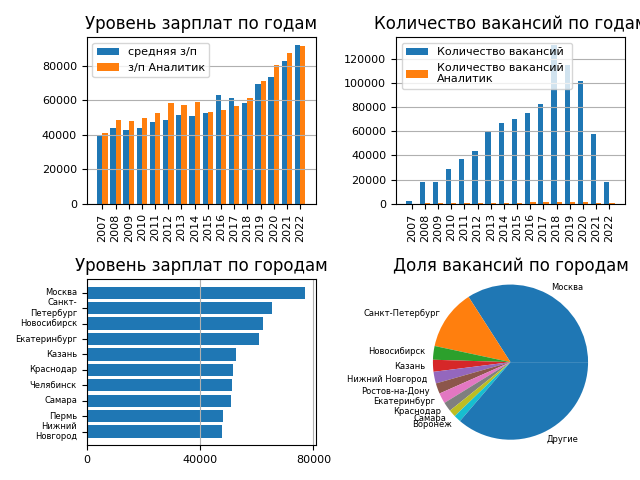 Уровень зарплат по годам
средняя з/п
з/п Аналитик
80000
60000
40000
20000
0
2007 2008 2009 2010 2011 2012 2013 2014 2015 2016 2017 2018 2019 2020 2021 2022
Количество вакансий по годам
Количество вакансий
Количество вакансий
Аналитик
120000
100000
80000
60000
40000
20000
0
2007 2008 2009 2010 2011 2012 2013 2014 2015 2016 2017 2018 2019 2020 2021 2022
Уровень зарплат по городам
Москва
Санкт-
Петербург
Новосибирск
Екатеринбург
Казань
Краснодар
Челябинск
Самара
Пермь
Нижний
Новгород
0 40000 80000
Доля вакансий по городам
Москва
Санкт-Петербург
Новосибирск
Казань
Нижний Новгород
Ростов-на-Дону
Екатеринбург
Краснодар
Самара
Воронеж
Другие